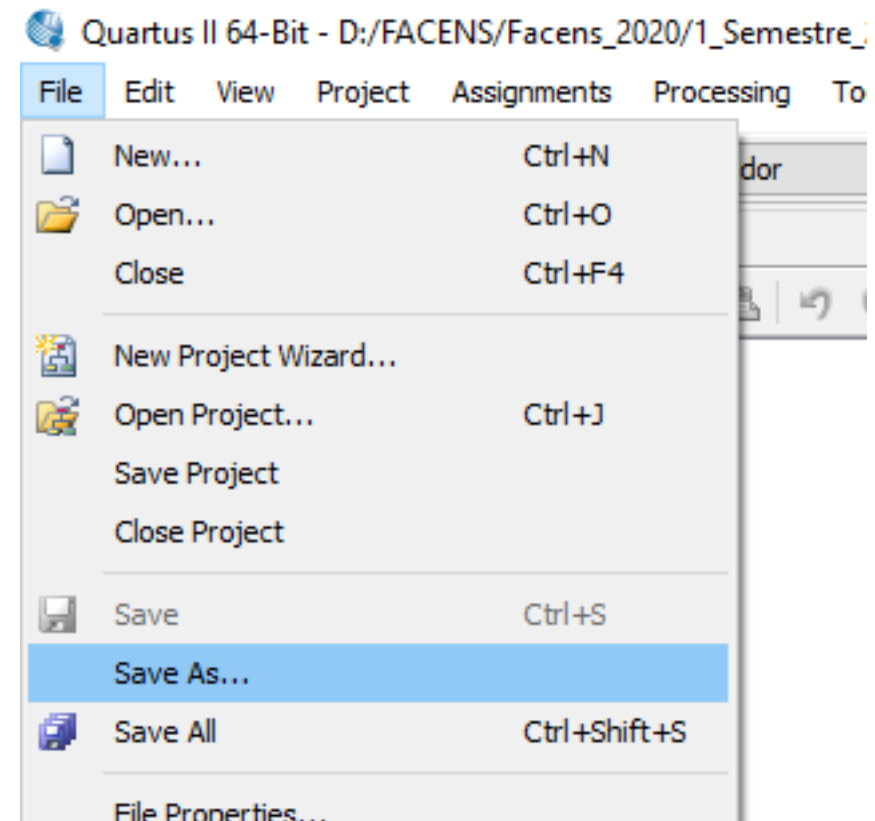 Quartus II 64-Bit - D:/FACENS/Facens_2020/1_Semestre_
File Edit View Project Assignments Processing To
New... Ctrl+N
dor
Open... Ctrl+O
Close Ctrl+F4
New Project Wizard...
Open Project... Ctrl+J
Save Project
Close Project
Save Ctrl+S
Save As...
Save All Ctrl+Shift+S
File Properties...